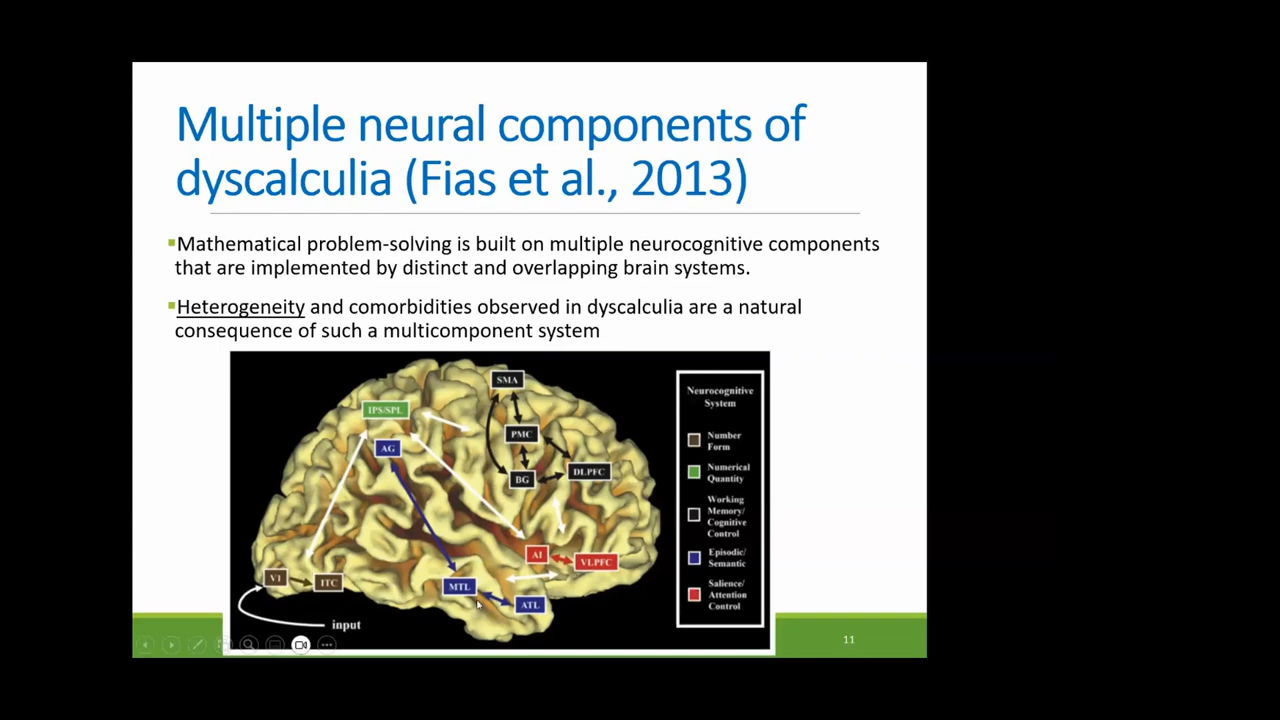 Multiple neural components of
dyscalculia (Fias et al., 2013)
▪Mathematical problem-solving is built on multiple neurocognitive components
that are implemented by distinct and overlapping brain systems.
▪Heterogeneity and comorbidities observed in dyscalculia are a natural
consequence of such a multicomponent system
SMA
IPS/SPL
PMC
AG
DLPFC
BG
AI
VLPFC
V1
ITC
MTL
ATL
input
Neurocognitive
System
Number
Form
Numerical
Quantity
Working
Memory/
Cognitive
Control
Episodic/
Semantic
Salience/
Attention
Control
11